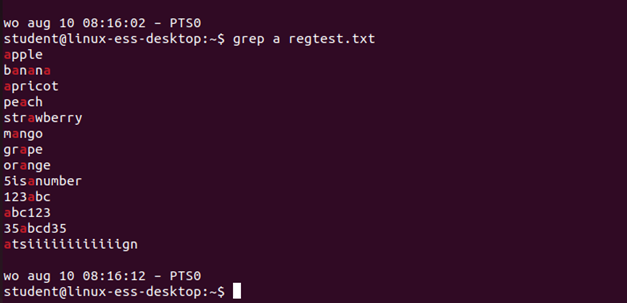 wo aug 10 08:16:02 – PTS0
student@linux-ess-desktop:~$ grep a regtest.txt
apple
banana
apricot
peach
strawberry
mango
grape
orange
5isanumber
123abc
abc123
35abcd35
atsiiiiiiiiiiiign
wo aug 10 08:16:12 – PTS0
student@linux-ess-desktop:~$